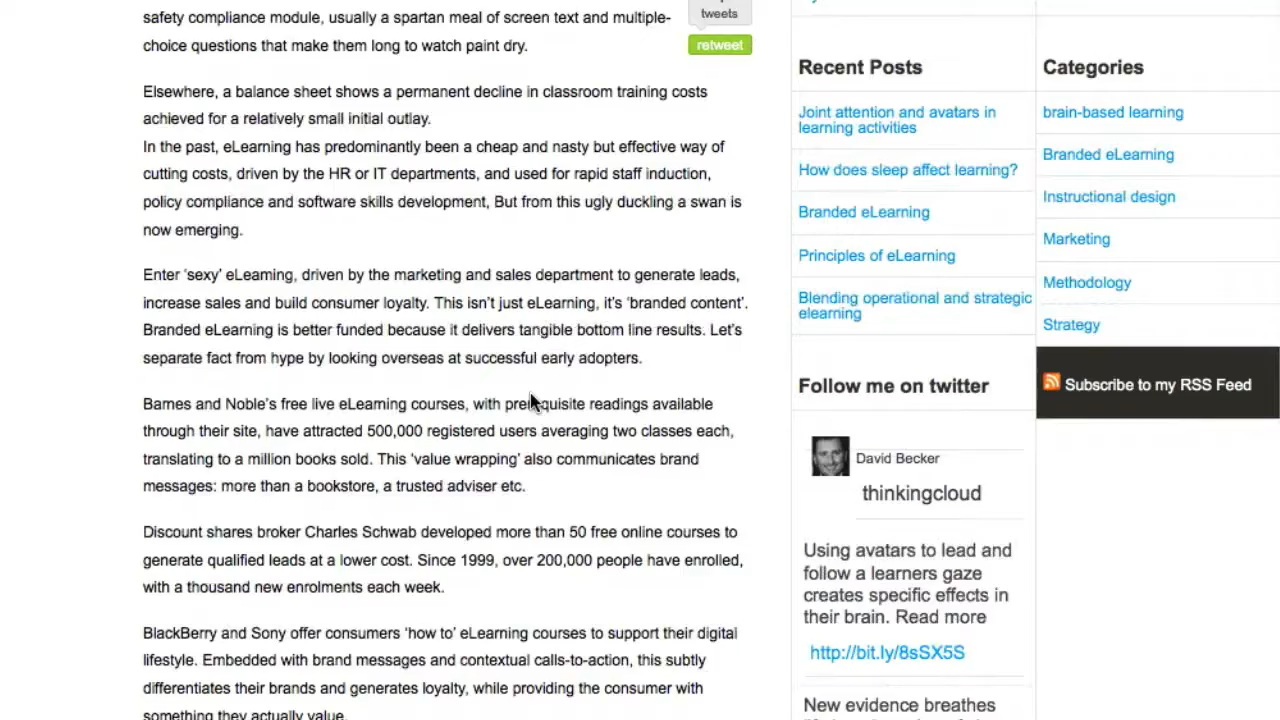 safety compliance module, usually a spartan meal of screen text and multiple-
choice questions that make them long to watch paint dry.
tweets
retweet
Elsewhere, a balance sheet shows a permanent decline in classroom training costs
achieved for a relatively small initial outlay.
In the past, eLearning has predominantly been a cheap and nasty but effective way of
cutting costs, driven by the HR or IT departments, and used for rapid staff induction,
policy compliance and software skills development, But from this ugly duckling a swan is
now emerging.
Enter ‘sexy’ eLearning, driven by the marketing and sales department to generate leads,
increase sales and build consumer loyalty. This isn’t just eLearning, it’s ‘branded content’.
Branded eLearning is better funded because it delivers tangible bottom line results. Let’s
separate fact from hype by looking overseas at successful early adopters.
Barnes and Noble’s free live eLearning courses, with prerequisite readings available
through their site, have attracted 500,000 registered users averaging two classes each,
translating to a million books sold. This ‘value wrapping’ also communicates brand
messages: more than a bookstore, a trusted adviser etc.
Discount shares broker Charles Schwab developed more than 50 free online courses to
generate qualified leads at a lower cost. Since 1999, over 200,000 people have enrolled,
with a thousand new enrolments each week.
BlackBerry and Sony offer consumers ‘how to’ eLearning courses to support their digital
lifestyle. Embedded with brand messages and contextual calls-to-action, this subtly
differentiates their brands and generates loyalty, while providing the consumer with
something they actually value.
Recent Posts
Joint attention and avatars in
learning activities
How does sleep affect learning?
Branded eLearning
Principles of eLearning
Blending operational and strategic
elearning
Follow me on twitter
David Becker
thinkingcloud
Using avatars to lead and
follow a learners gaze
creates specific effects in
their brain. Read more
http://bit.ly/8sSX5S
New evidence breathes
Categories
brain-based learning
Branded eLearning
Instructional design
Marketing
Methodology
Strategy
Subscribe to my RSS Feed